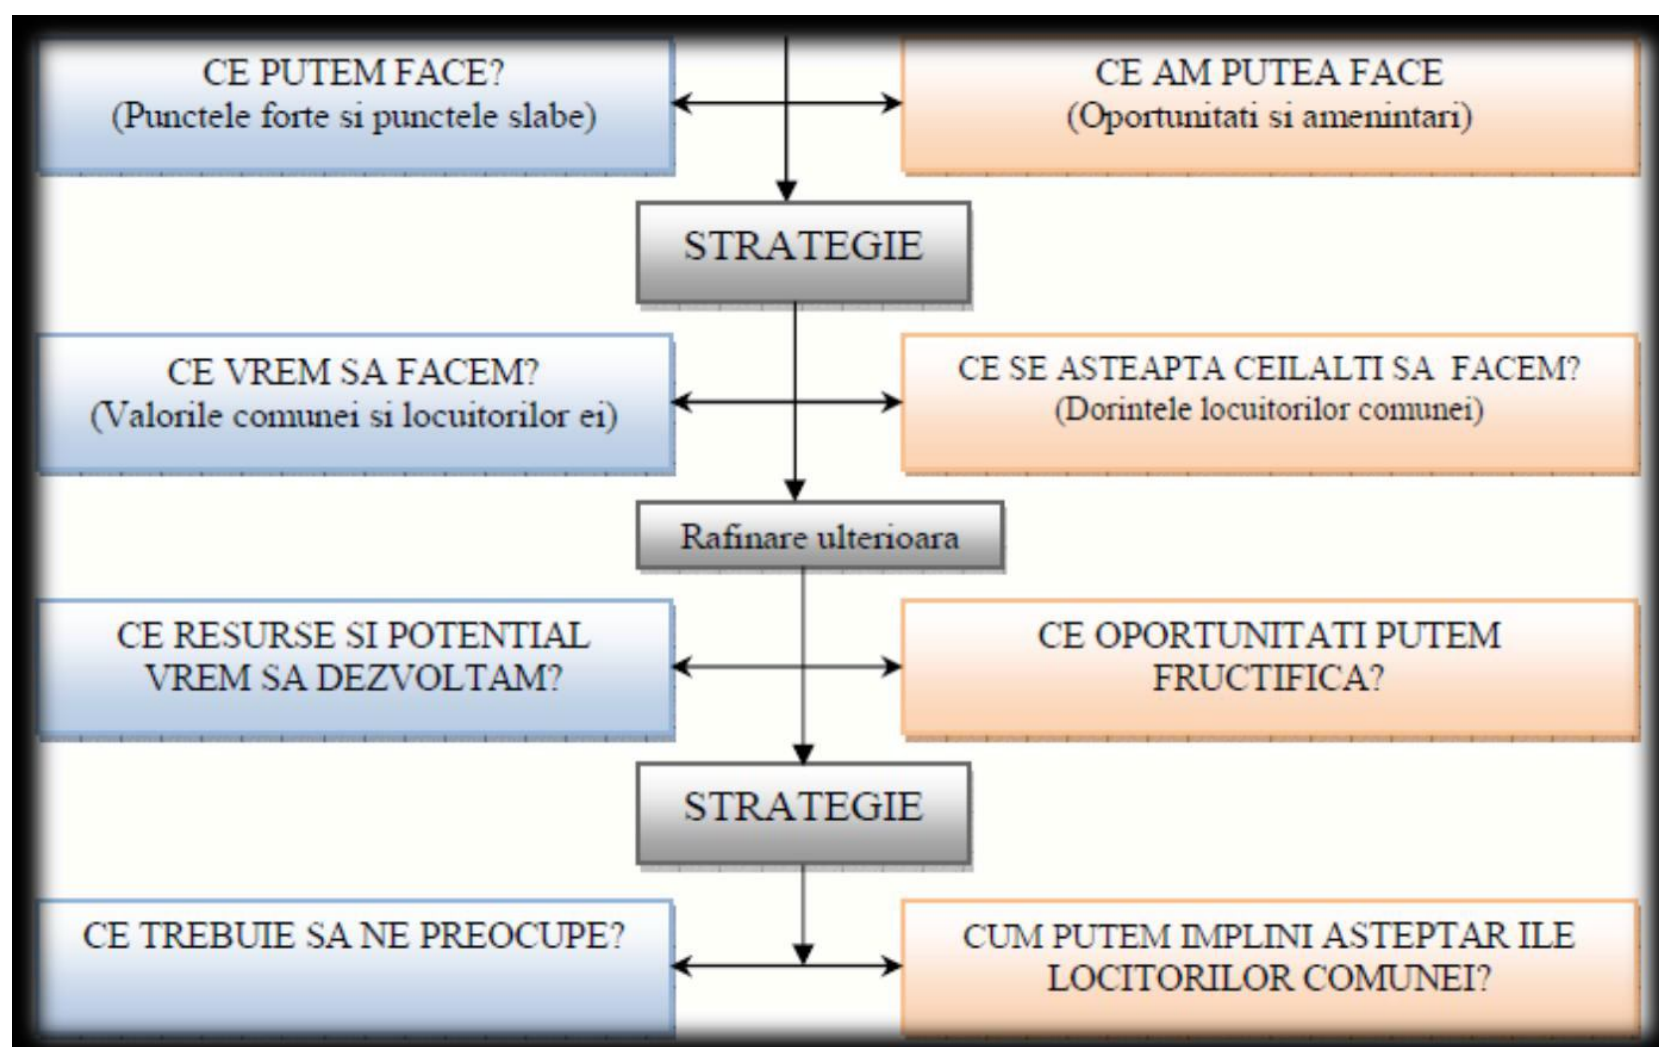 CE PUTEM FACE?
(Punctele forte si punctele slabe)
CE AM PUTEA FACE
(Oportunitati si amenintari)
STRATEGIE
CE VREM SA FACEM?
(Valorile comunei si locuitorilor ei)
CE SE ASTEAPTA CEILALTI SA FACEM?
(Dorintele locuitorilor comunei)
Rafinare ulterioara
CE RESURSE SI POTENTIAL
VREM SA DEZVOLTAM?
CE OPORTUNITATI PUTEM
FRUCTIFICA?
STRATEGIE
CE TREBUIE SA NE PREOCUPE?
CUM PUTEM IMPLINI ASTEPTAR ILE
LOCITORILOR COMUNEI?